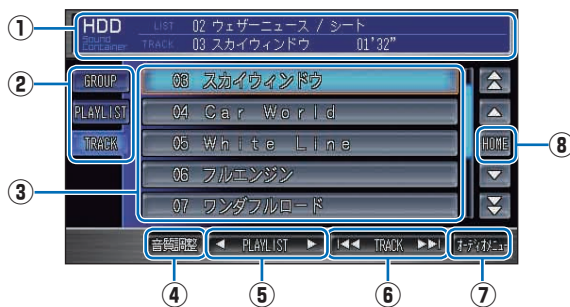 ①
HDD
Sound
Container
LIST 02 ウェザーニュース / シート
TRACK 03 スカイウィンドウ 01'32"
②
GROUP
PLAYLIST
TRACK
③
03 スカイウィンドウ
04 Car World
05 White Line
06 フルエンジン
07 ワンダフルロード
HOME
⑧
音質調整
◀ PLAYLIST ▶
I◀◀ TRACK ▶▶I
オーディオメニュー
④
⑤
⑥
⑦